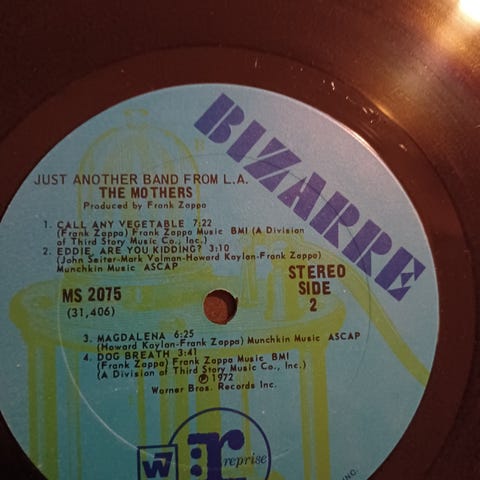 BIZARRE
JUST ANOTHER BAND FROM L.A.
THE MOTHERS
Produced by Frank Zappa
1. CALL ANY VEGETABLE 7:22
(Frank Zappa) Frank Zappa Music BMI (A Division
of Third Story Music Co., Inc.)
2. EDDIE, ARE YOU KIDDING? 3:10
(John Seiter-Mark Volman-Howard Kaylan-Frank Zappa)
Munchkin Music ASCAP
MS 2075
(31,406)
STEREO
SIDE
2
3. MAGDALENA 6:25
(Howard Kaylan-Frank Zappa) Munchkin Music ASCAP
4. DOG BREATH 3:41
(Frank Zappa) Frank Zappa Music BMI
(A Division of Third Story Music Co., Inc.)
℗ 1972
Warner Bros. Records Inc.
W7 r: reprise
INC.